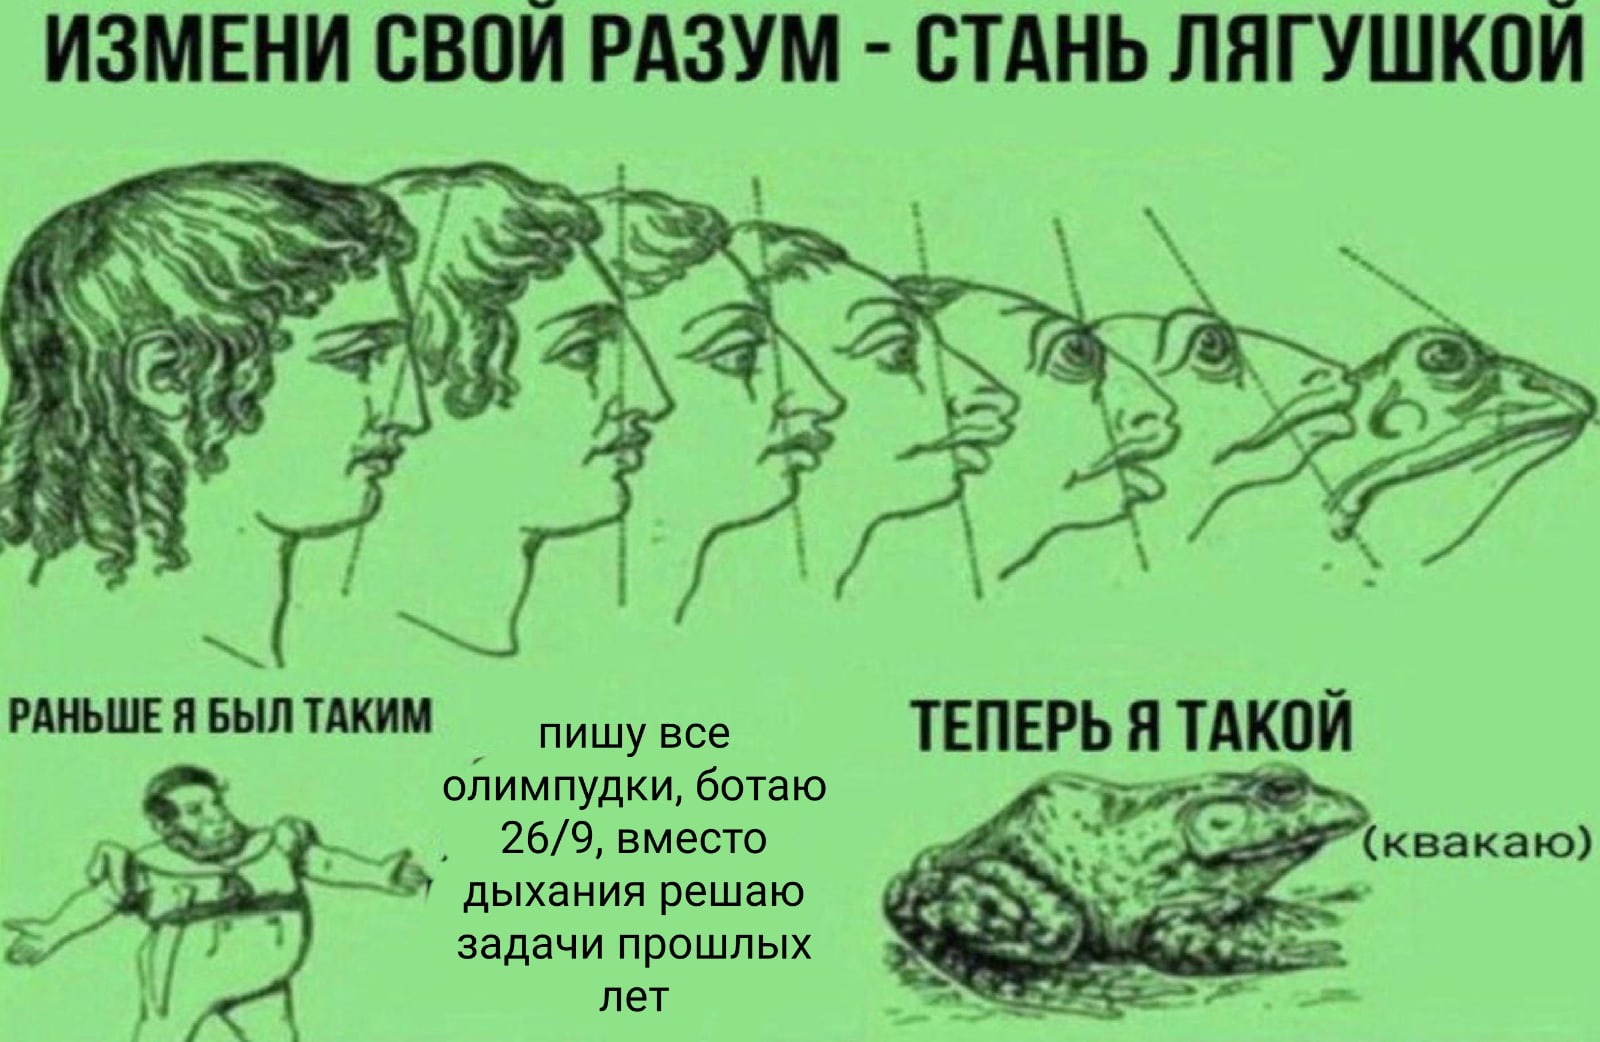 ИЗМЕНИ СВОЙ РАЗУМ - СТАНЬ ЛЯГУШКОЙ
РАНЬШЕ Я БЫЛ ТАКИМ
пишу все
олимпудки, ботаю
26/9, вместо
дыхания решаю
задачи прошлых
лет
ТЕПЕРЬ Я ТАКОЙ
(квакаю)